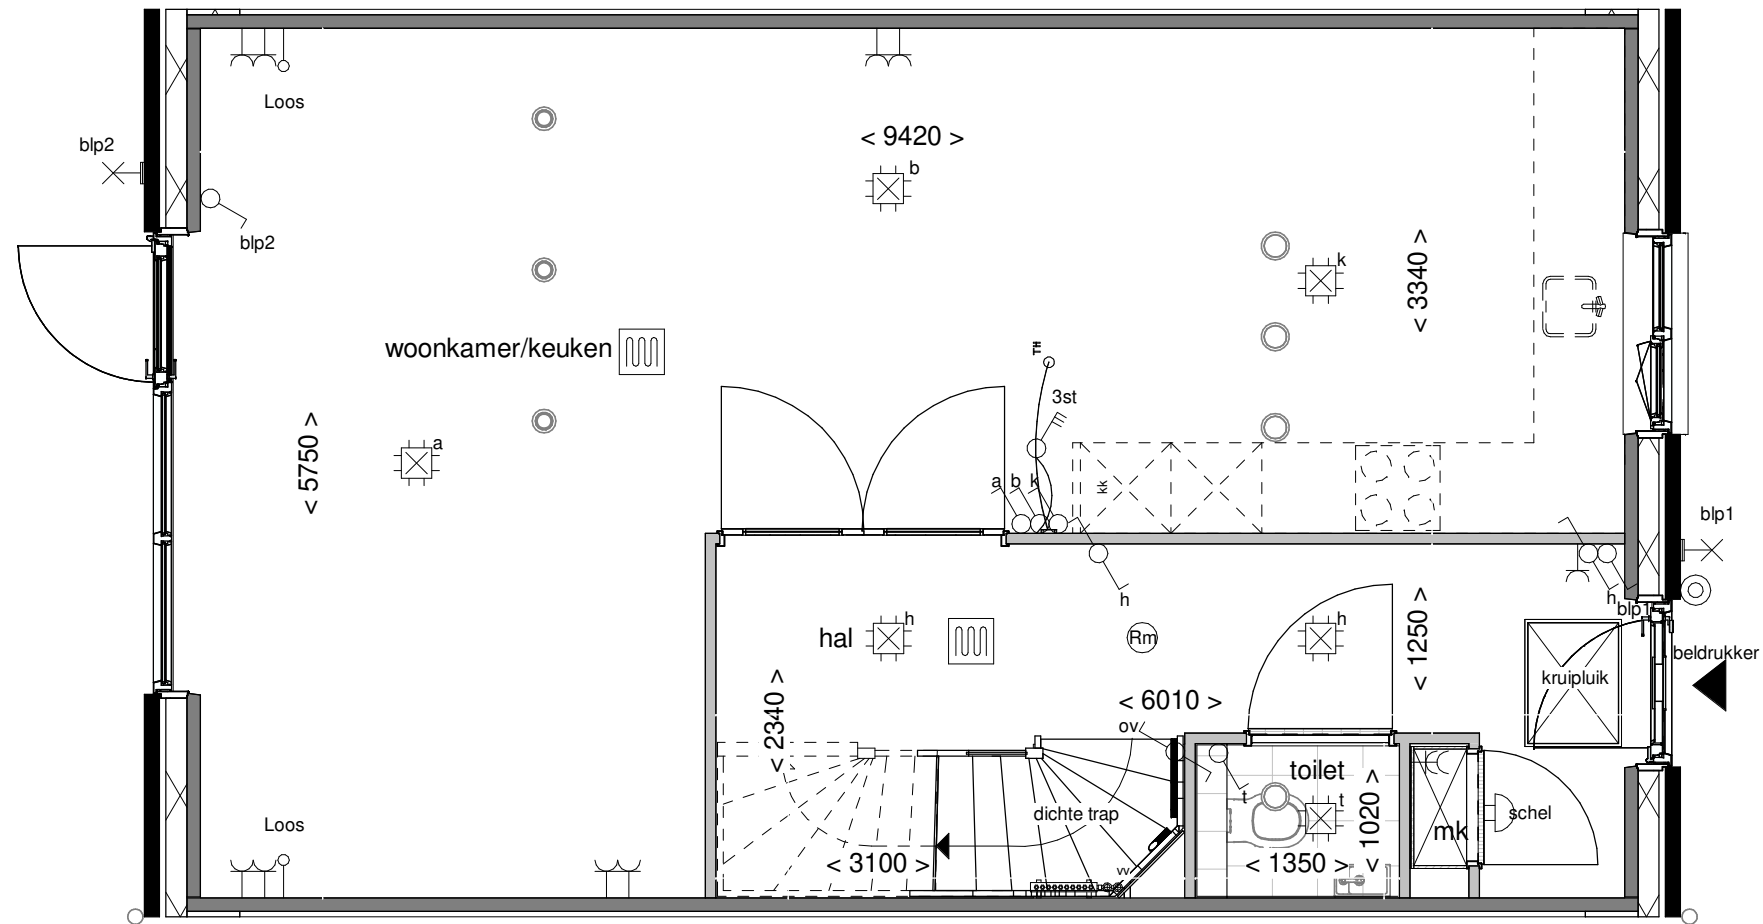 Loos
blp2
< 9420 >
b
blp2
k
< 3340 >
woonkamer/keuken
TH
3st
a
< 5750 >
a b k
kk
blp1
h
h
blp1
hal
h
Rm
h
< 1250 >
beldrukker
kruipluik
< 2340 >
< 6010 >
ov
toilet
t
t
Loos
dichte trap
mk
schel
< 1020 >
< 3100 >
vv
< 1350 >